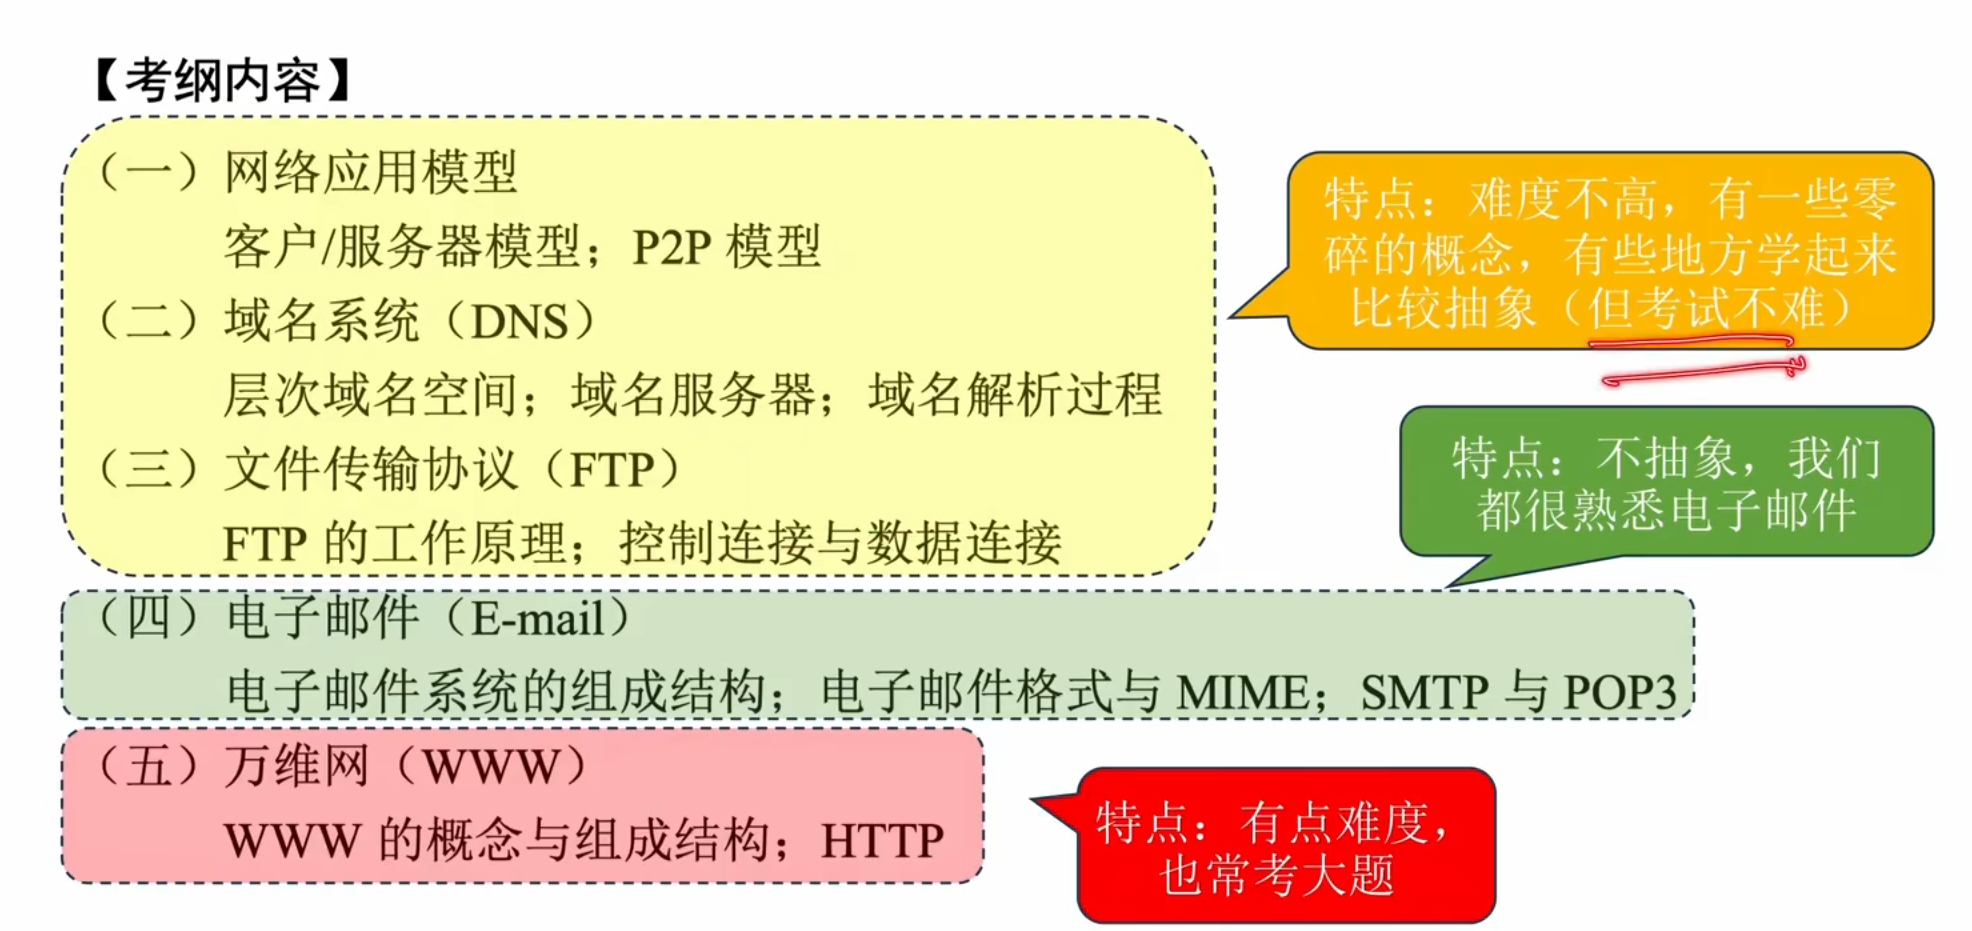 【考纲内容】
（一）网络应用模型
客户/服务器模型；P2P 模型
（二）域名系统（DNS）
层次域名空间；域名服务器；域名解析过程
（三）文件传输协议（FTP）
FTP 的工作原理；控制连接与数据连接
（四）电子邮件（E-mail）
电子邮件系统的组成结构；电子邮件格式与 MIME；SMTP 与 POP3
（五）万维网（WWW）
WWW 的概念与组成结构；HTTP
特点：难度不高，有一些零
碎的概念，有些地方学起来
比较抽象（但考试不难）
特点：不抽象，我们
都很熟悉电子邮件
特点：有点难度，
也常考大题